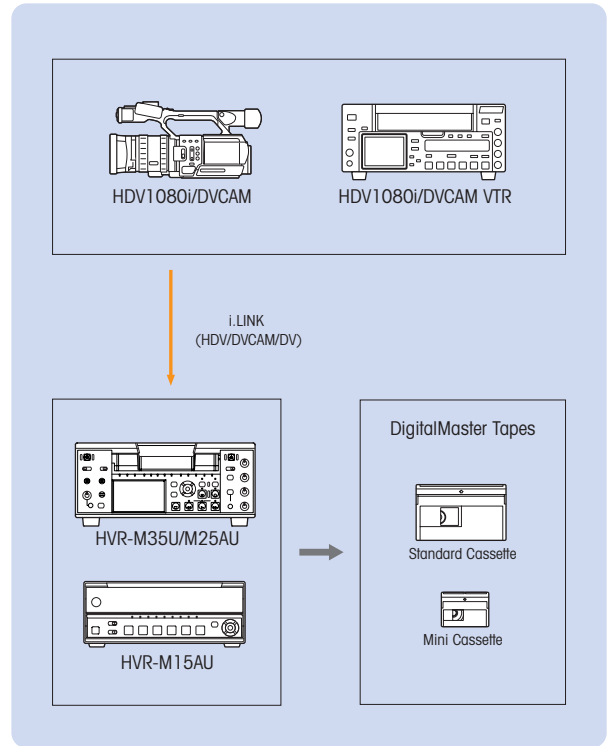 HDV1080i/DVCAM
HDV1080i/DVCAM VTR
i.LINK
(HDV/DVCAM/DV)
HVR-M35U/M25AU
HVR-M15AU
DigitalMaster Tapes
Standard Cassette
Mini Cassette